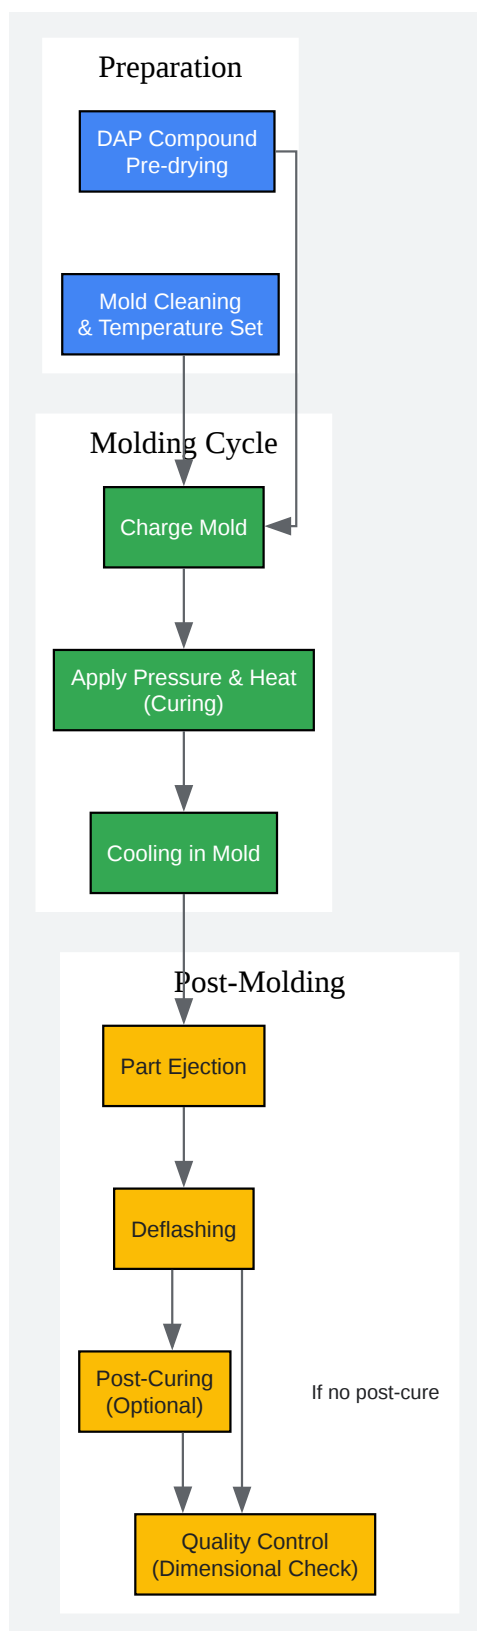 Preparation
DAP Compound
Pre-drying
Mold Cleaning
& Temperature Set
Molding Cycle
Charge Mold
Apply Pressure & Heat
(Curing)
Cooling in Mold
Post-Molding
Part Ejection
Deflashing
Post-Curing
(Optional)
If no post-cure
Quality Control
(Dimensional Check)